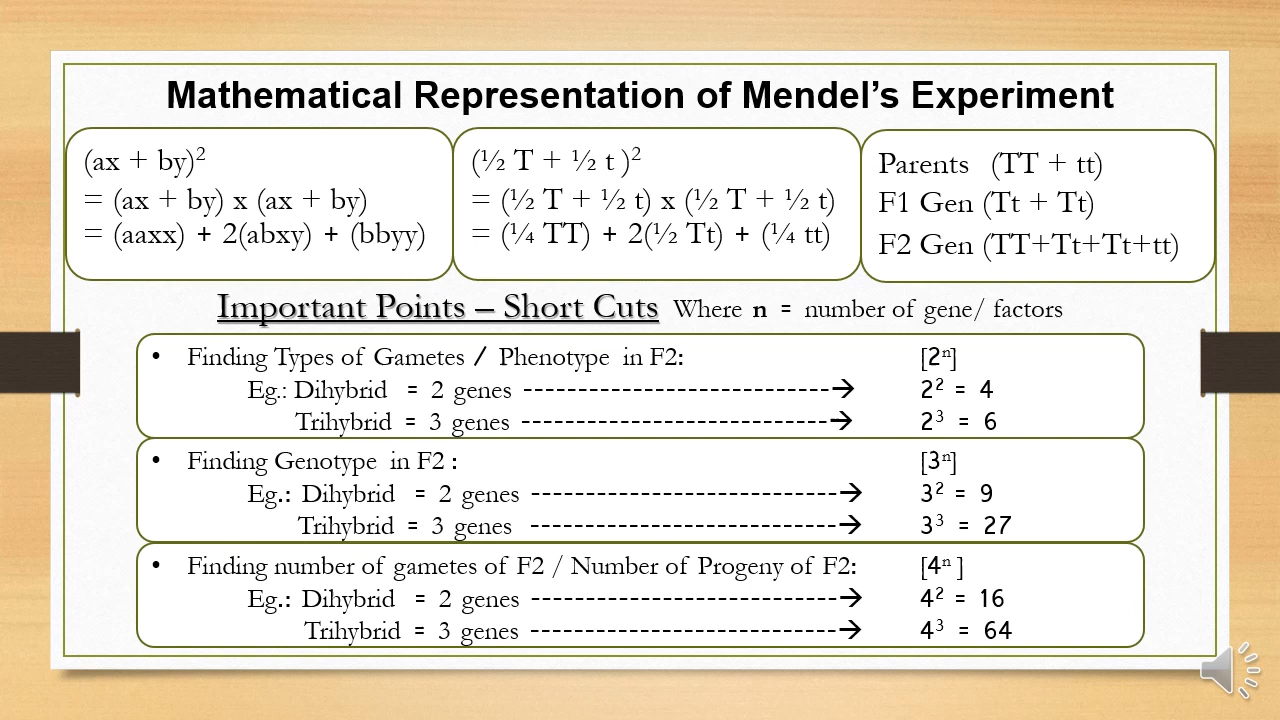 Mathematical Representation of Mendel's Experiment
(ax + by)²
= (ax + by) x (ax + by)
= (aaxx) + 2(abxy) + (bbyy)
(½ T + ½ t )²
= (½ T + ½ t) x (½ T + ½ t)
= (¼ TT) + 2(½ Tt) + (¼ tt)
Parents (TT + tt)
F1 Gen (Tt + Tt)
F2 Gen (TT+Tt+Tt+tt)
Important Points – Short Cuts Where n = number of gene/ factors
• Finding Types of Gametes / Phenotype in F2: [2ⁿ]
Eg.: Dihybrid = 2 genes ----------------------------→ 2² = 4
Trihybrid = 3 genes ----------------------------→ 2³ = 6
• Finding Genotype in F2 : [3ⁿ]
Eg.: Dihybrid = 2 genes ----------------------------→ 3² = 9
Trihybrid = 3 genes ----------------------------→ 3³ = 27
• Finding number of gametes of F2 / Number of Progeny of F2: [4ⁿ ]
Eg.: Dihybrid = 2 genes ----------------------------→ 4² = 16
Trihybrid = 3 genes ----------------------------→ 4³ = 64